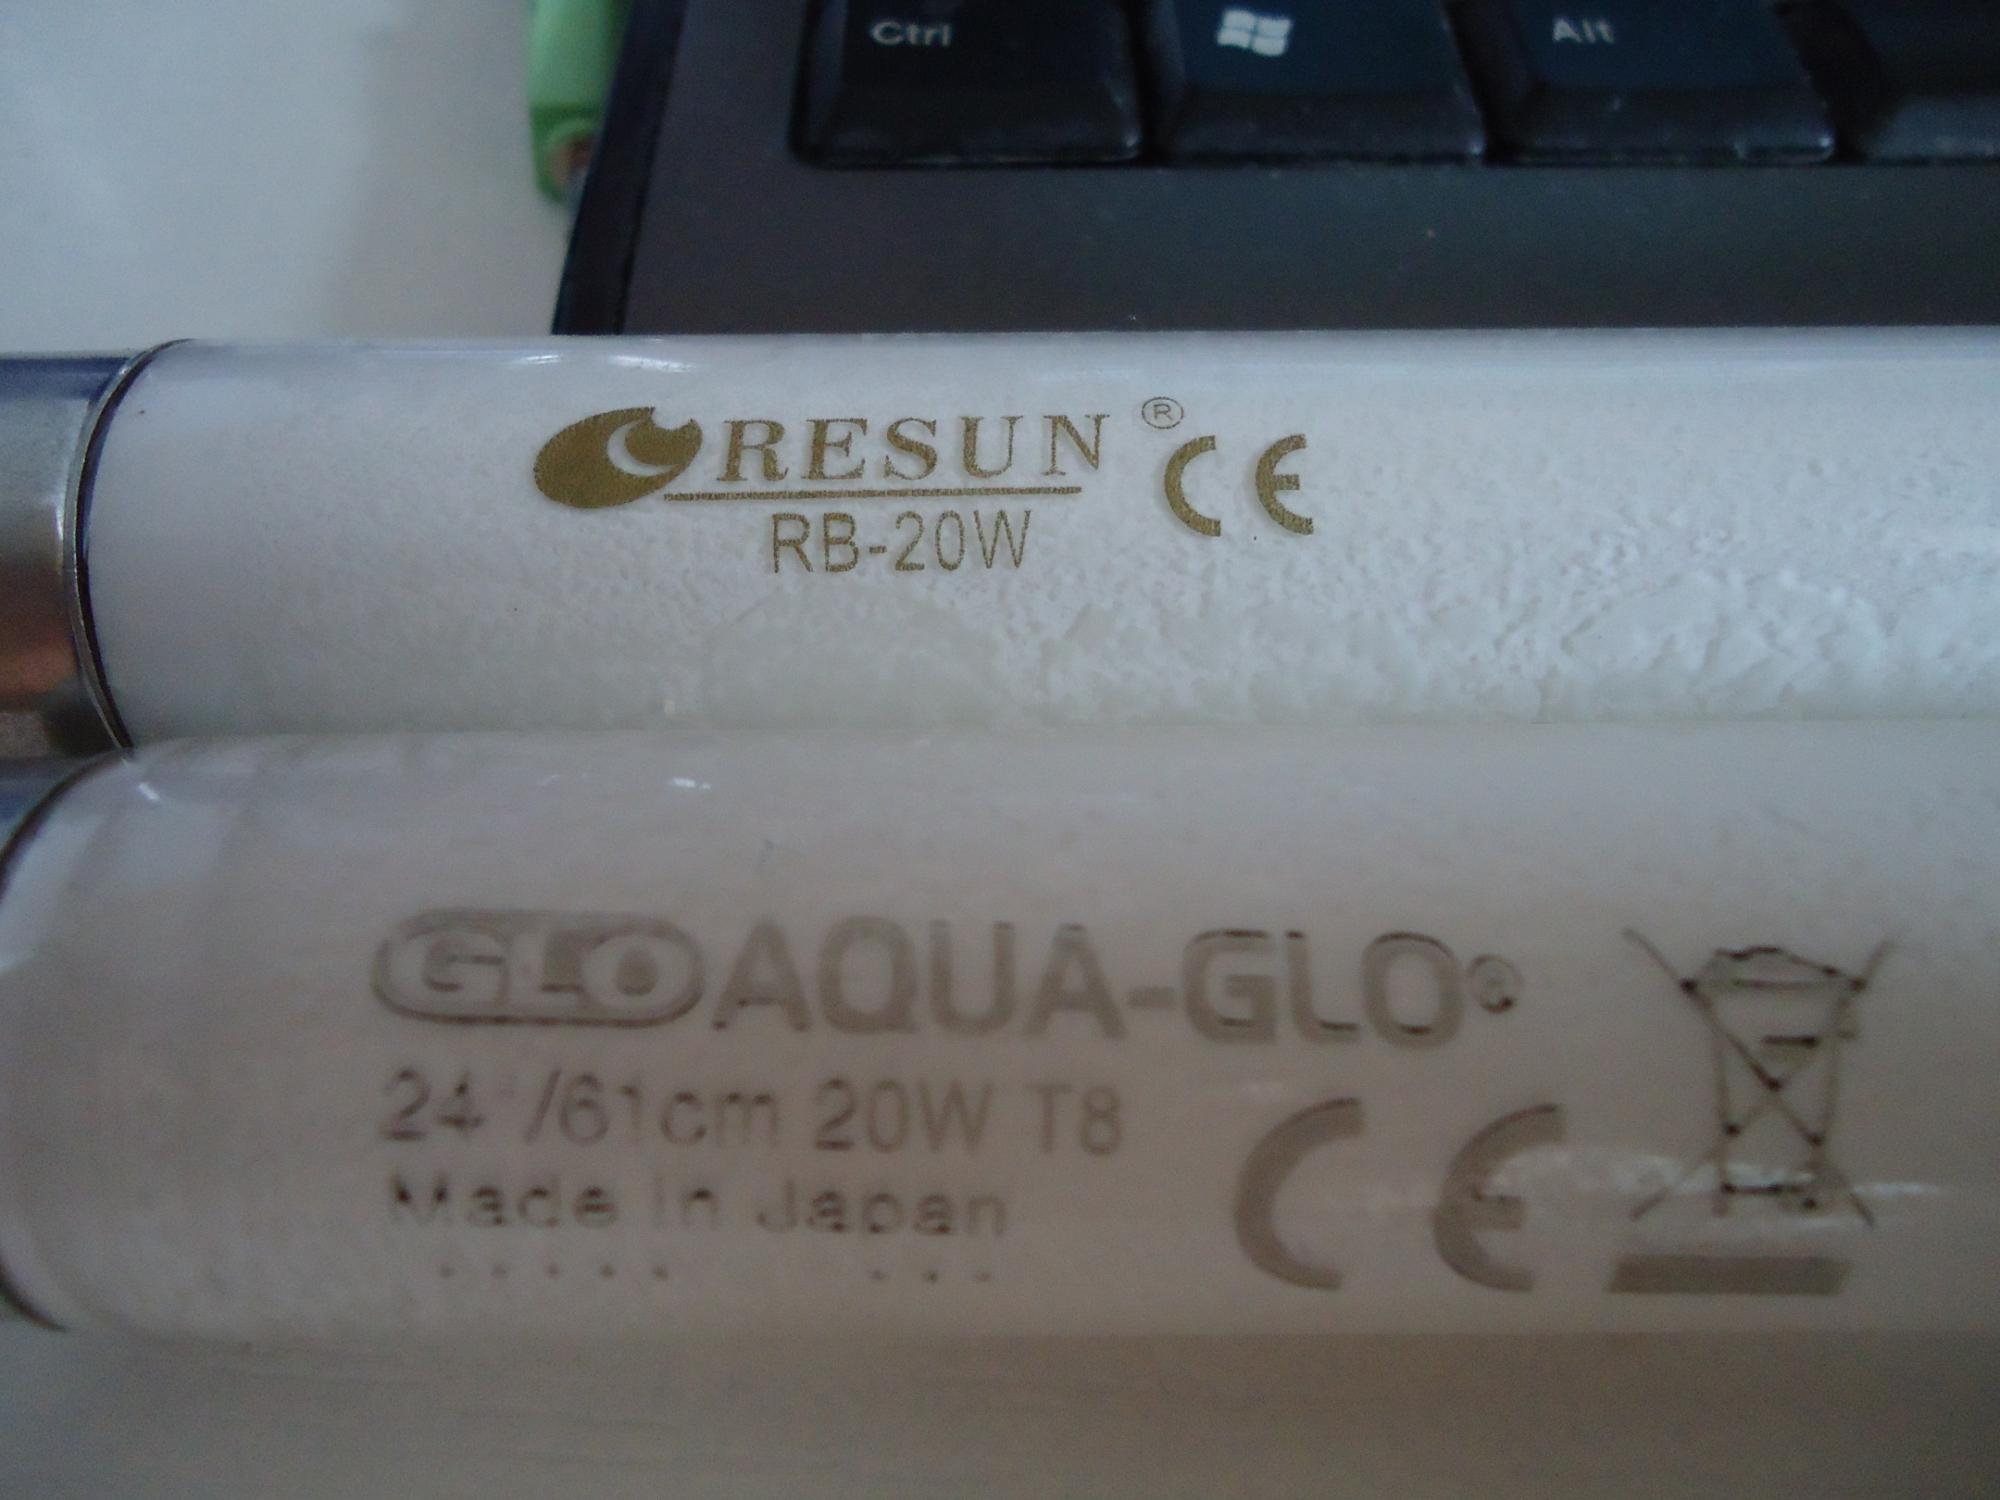 Ctrl Alt
RESUN ® CE
RB-20W
GLO AQUA-GLO®
24"/61cm 20W T8
Made in Japan
CE